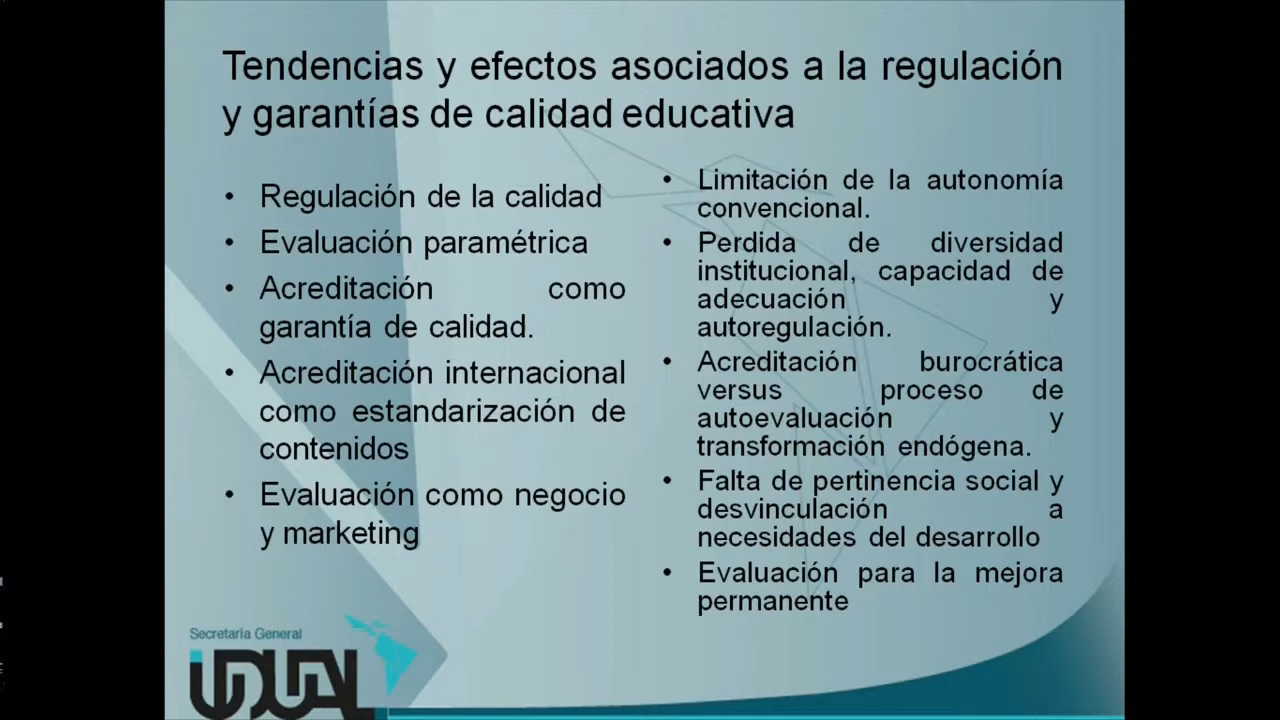 Tendencias y efectos asociados a la regulación
y garantías de calidad educativa
• Regulación de la calidad
• Evaluación paramétrica
• Acreditación como
garantía de calidad.
• Acreditación internacional
como estandarización de
contenidos
• Evaluación como negocio
y marketing
• Limitación de la autonomía
convencional.
• Perdida de diversidad
institucional, capacidad de
adecuación y
autoregulación.
• Acreditación burocrática
versus proceso de
autoevaluación y
transformación endógena.
• Falta de pertinencia social y
desvinculación a
necesidades del desarrollo
• Evaluación para la mejora
permanente
Secretaría General
UDUAL